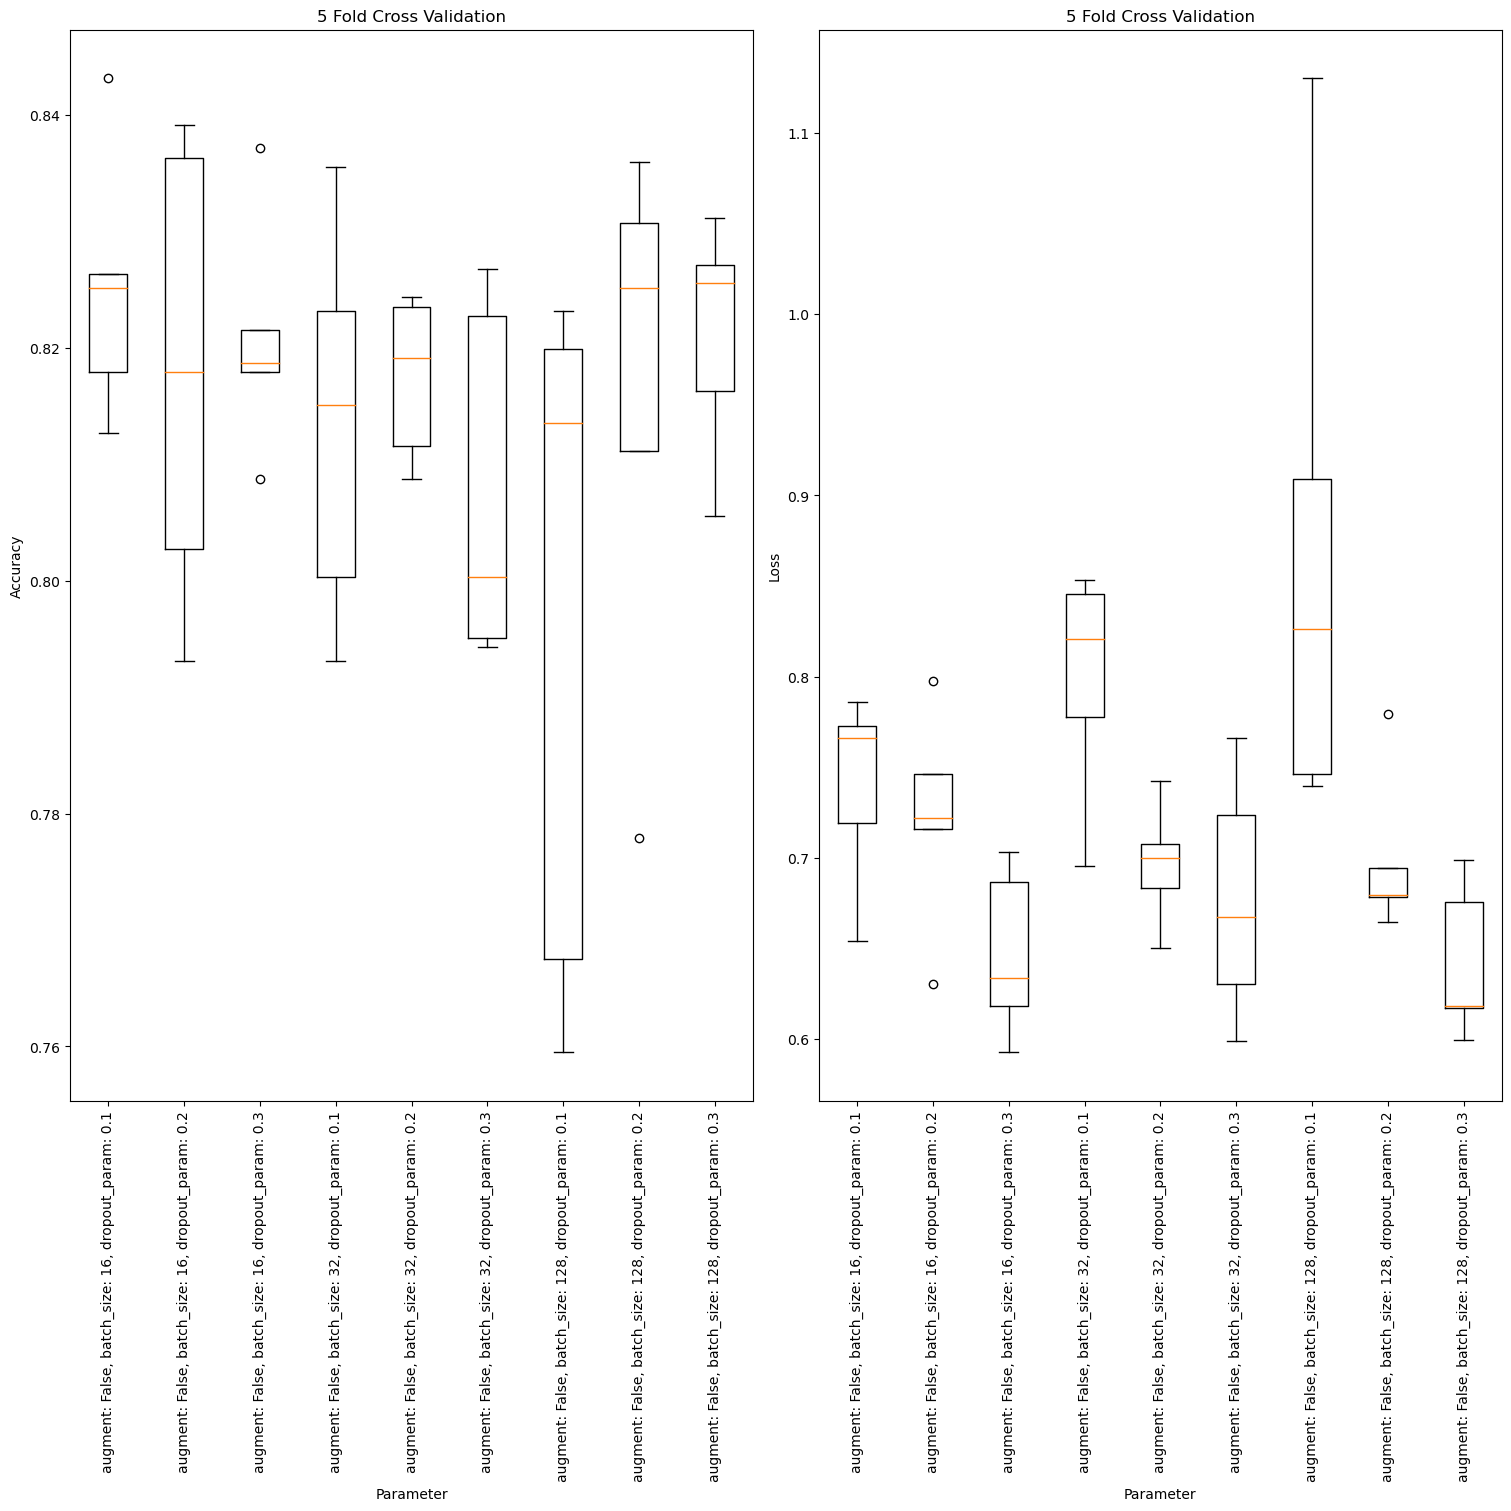 5 Fold Cross Validation
Accuracy
0.84
0.82
0.80
0.78
0.76
augment: False, batch_size: 16, dropout_param: 0.1
augment: False, batch_size: 16, dropout_param: 0.2
augment: False, batch_size: 16, dropout_param: 0.3
augment: False, batch_size: 32, dropout_param: 0.1
augment: False, batch_size: 32, dropout_param: 0.2
augment: False, batch_size: 32, dropout_param: 0.3
augment: False, batch_size: 128, dropout_param: 0.1
augment: False, batch_size: 128, dropout_param: 0.2
augment: False, batch_size: 128, dropout_param: 0.3
Parameter
5 Fold Cross Validation
Loss
1.1
1.0
0.9
0.8
0.7
0.6
augment: False, batch_size: 16, dropout_param: 0.1
augment: False, batch_size: 16, dropout_param: 0.2
augment: False, batch_size: 16, dropout_param: 0.3
augment: False, batch_size: 32, dropout_param: 0.1
augment: False, batch_size: 32, dropout_param: 0.2
augment: False, batch_size: 32, dropout_param: 0.3
augment: False, batch_size: 128, dropout_param: 0.1
augment: False, batch_size: 128, dropout_param: 0.2
augment: False, batch_size: 128, dropout_param: 0.3
Parameter